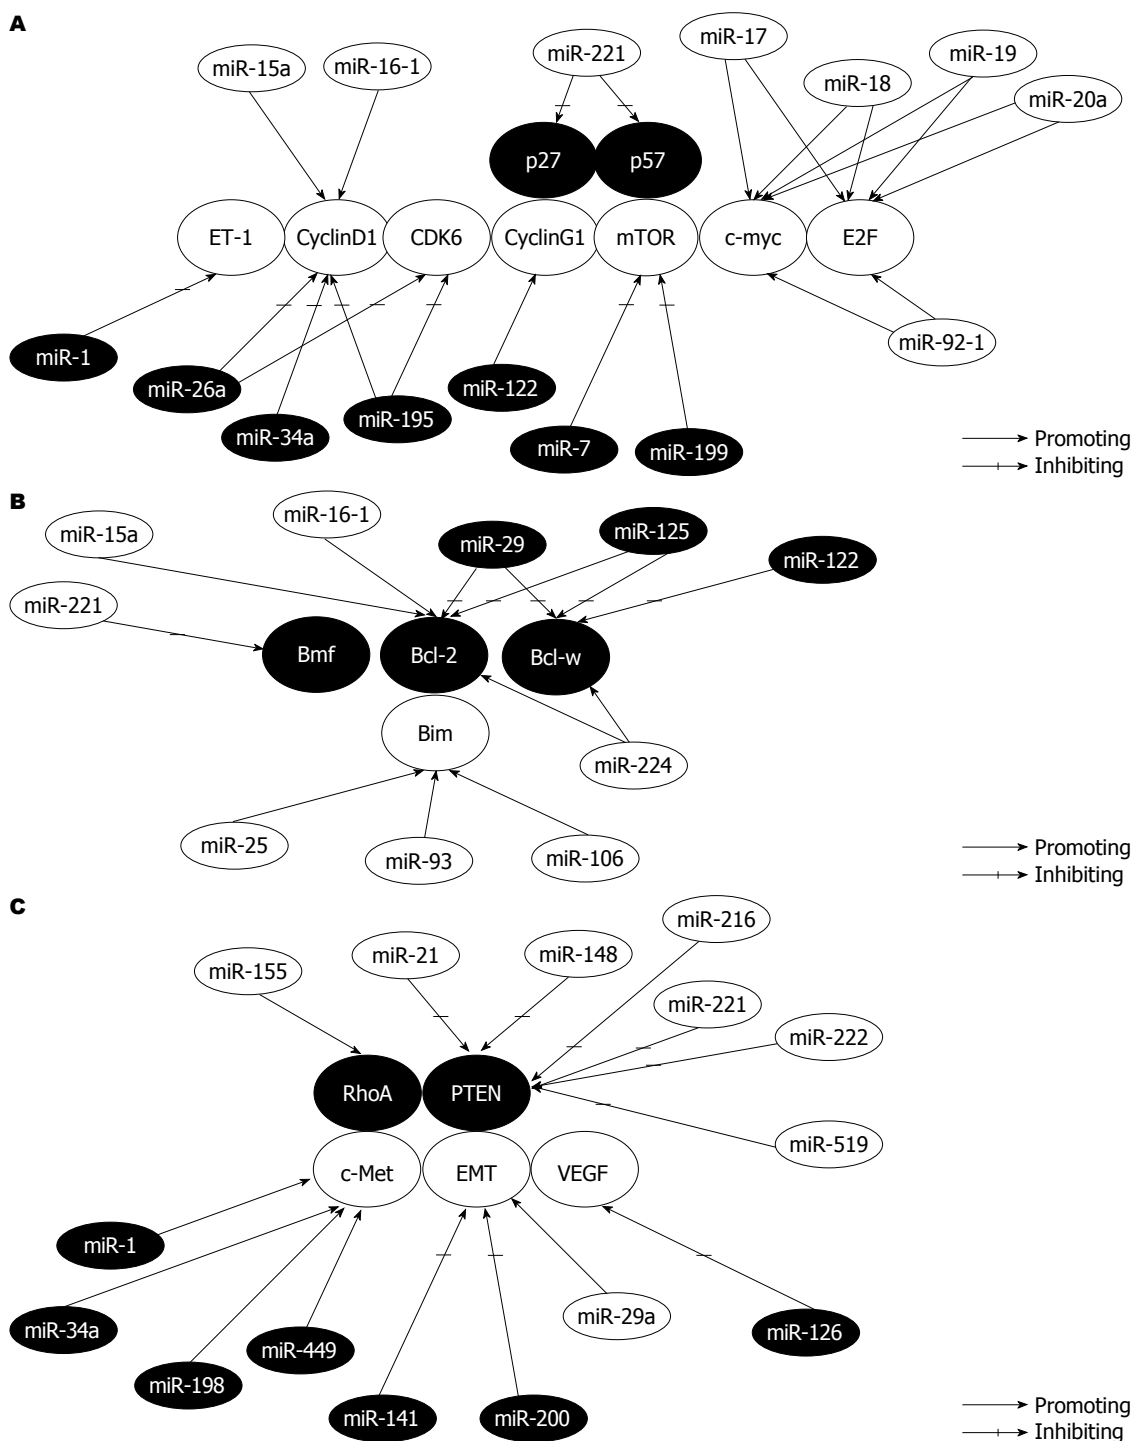 A
miR-15a
miR-16-1
miR-221
miR-17
miR-18
miR-19
miR-20a
p27
p57
ET-1
CyclinD1
CDK6
CyclinG1
mTOR
c-myc
E2F
miR-1
miR-26a
miR-34a
miR-195
miR-122
miR-7
miR-199
miR-92-1
Promoting
Inhibiting
B
miR-15a
miR-16-1
miR-29
miR-125
miR-122
miR-221
Bmf
Bcl-2
Bcl-w
Bim
miR-224
miR-25
miR-93
miR-106
Promoting
Inhibiting
C
miR-155
miR-21
miR-148
miR-216
miR-221
miR-222
RhoA
PTEN
miR-519
c-Met
EMT
VEGF
miR-1
miR-34a
miR-198
miR-449
miR-141
miR-200
miR-29a
miR-126
Promoting
Inhibiting